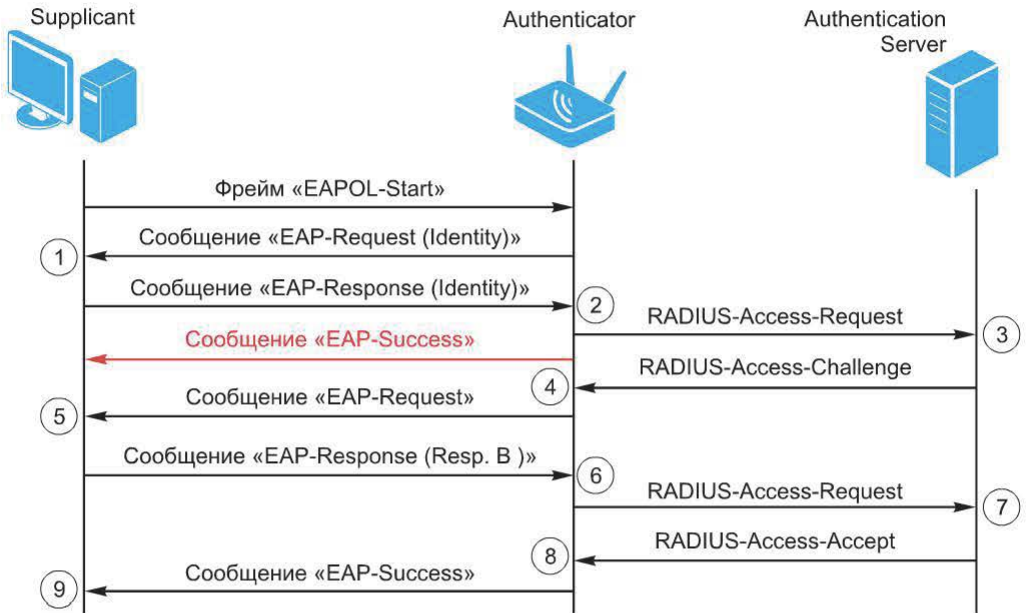 Supplicant
Authenticator
Authentication
Server
Фрейм «EAPOL-Start»
Сообщение «EAP-Request (Identity)»
1
Сообщение «EAP-Response (Identity)»
2
RADIUS-Access-Request
3
Сообщение «EAP-Success»
RADIUS-Access-Challenge
4
Сообщение «EAP-Request»
5
Сообщение «EAP-Response (Resp. B )»
6
RADIUS-Access-Request
7
RADIUS-Access-Accept
8
Сообщение «EAP-Success»
9